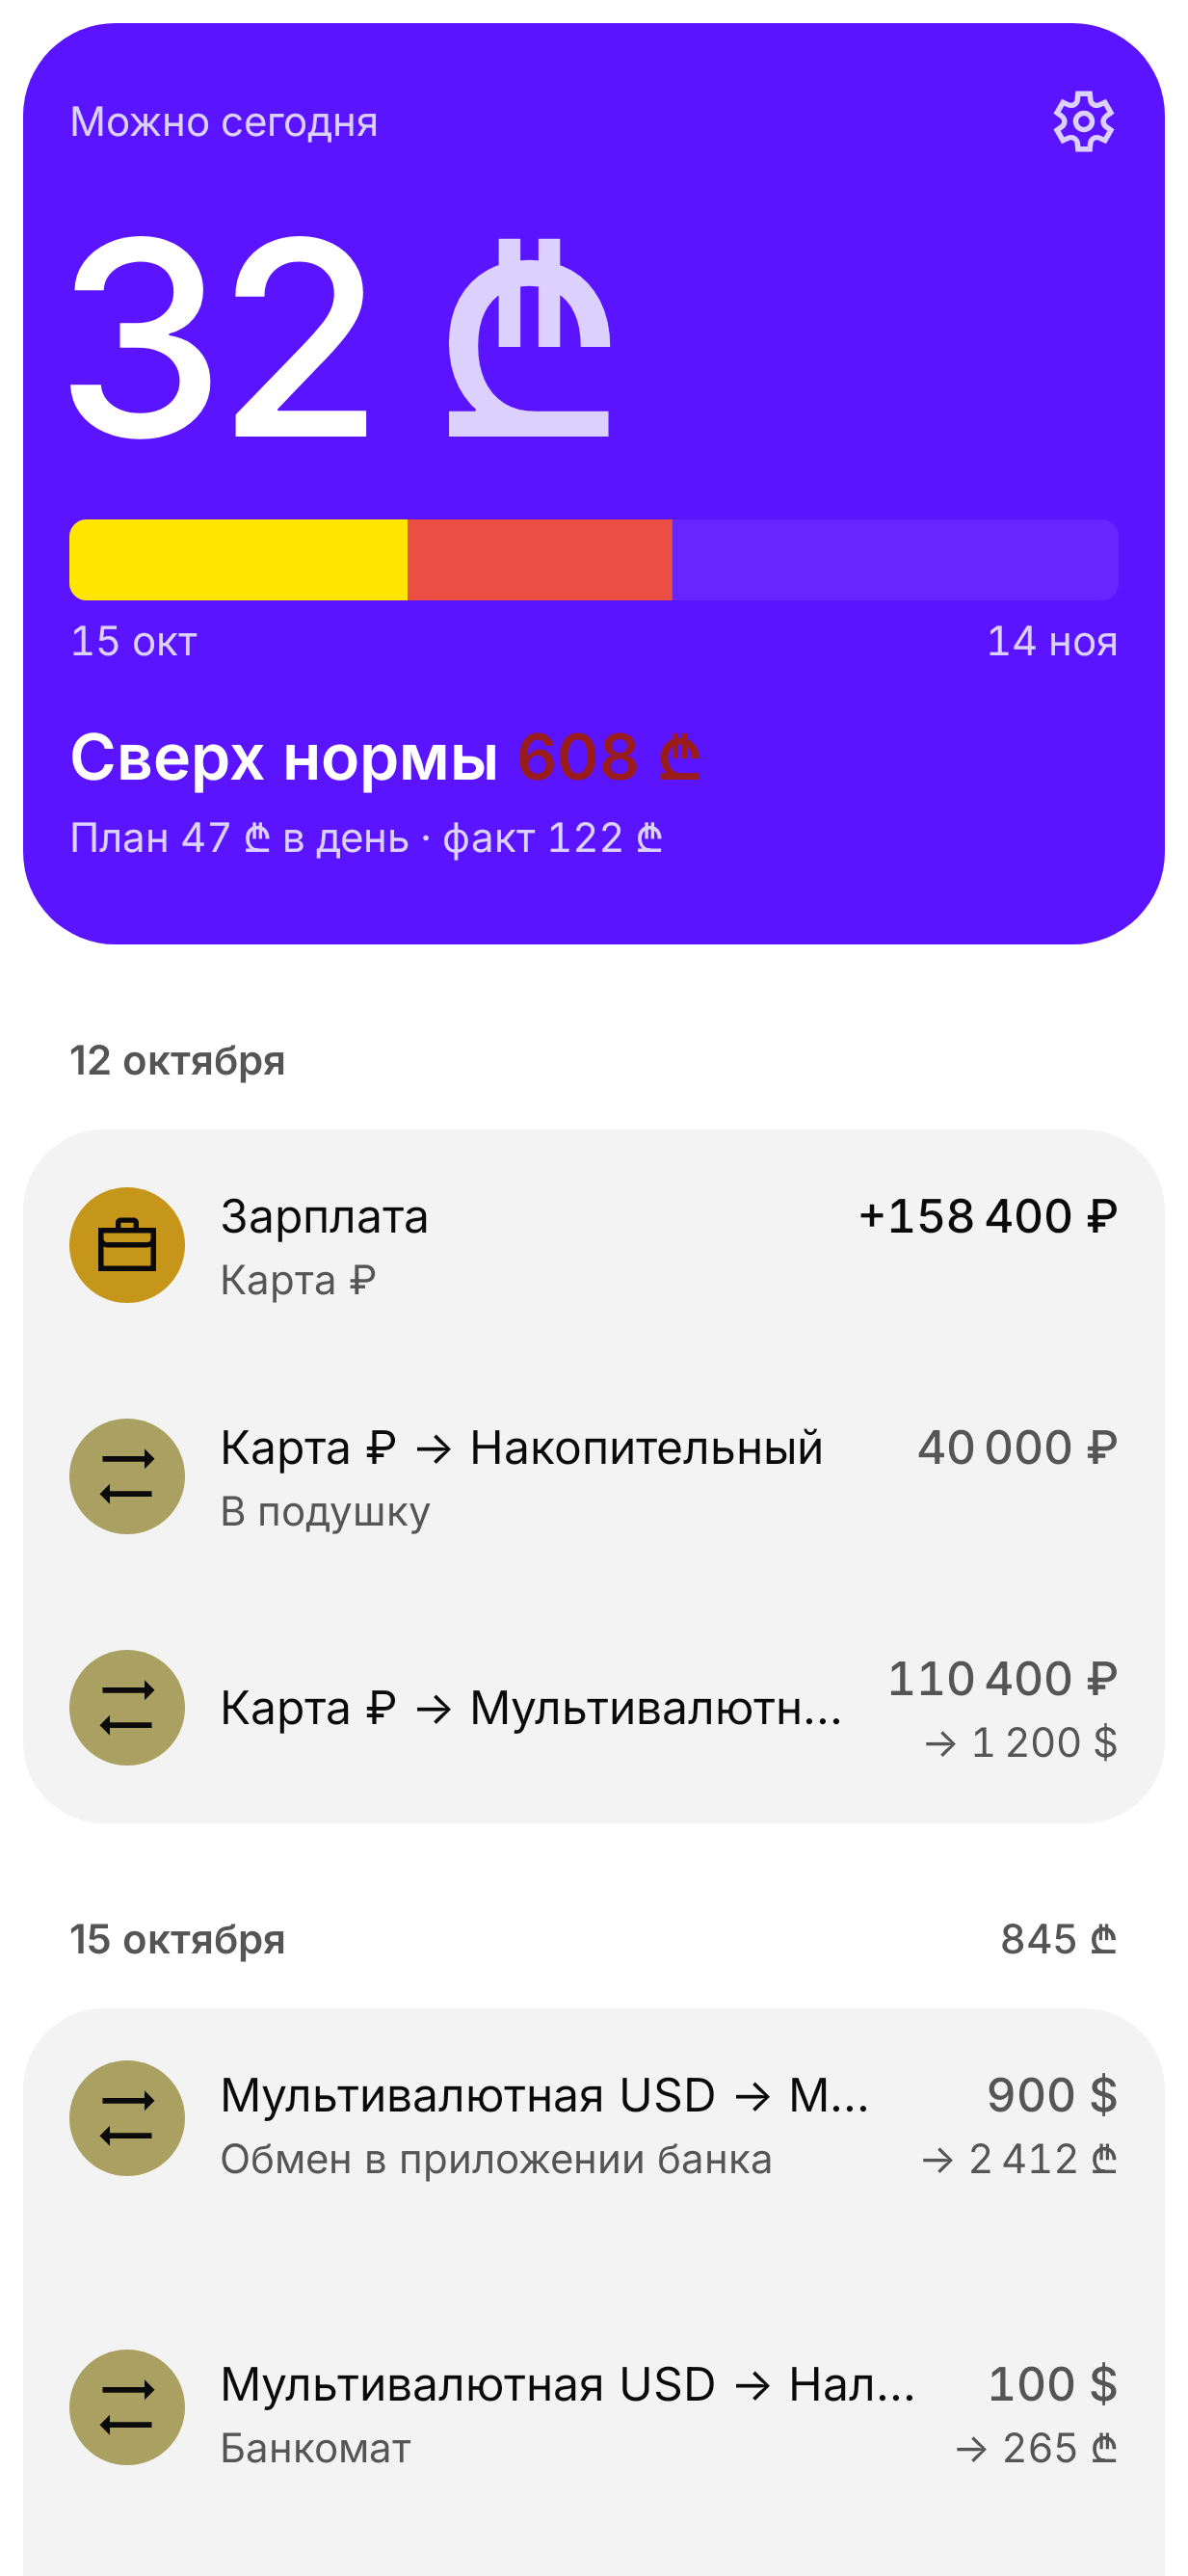 Можно сегодня
32 ₾
15 окт 14 ноя
Сверх нормы 608 ₾
План 47 ₾ в день · факт 122 ₾
12 октября
Зарплата +158 400 ₽
Карта ₽
Карта ₽ → Накопительный 40 000 ₽
В подушку
Карта ₽ → Мультивалютн... 110 400 ₽
→ 1 200 $
15 октября 845 ₾
Мультивалютная USD → М... 900 $
Обмен в приложении банка → 2 412 ₾
Мультивалютная USD → Нал... 100 $
Банкомат → 265 ₾